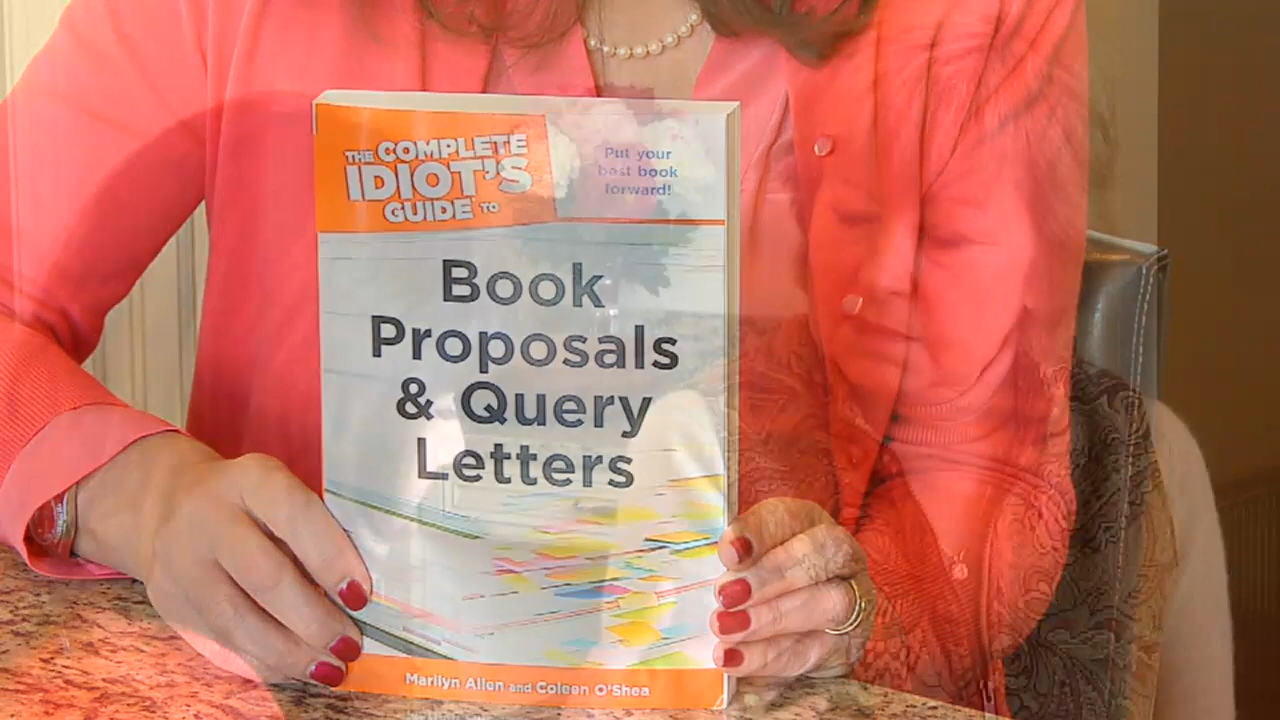 THE COMPLETE
IDIOT'S
GUIDE TO
Put your
best book
forward!
Book
Proposals
& Query
Letters
Marilyn Allen and Coleen O'Shea